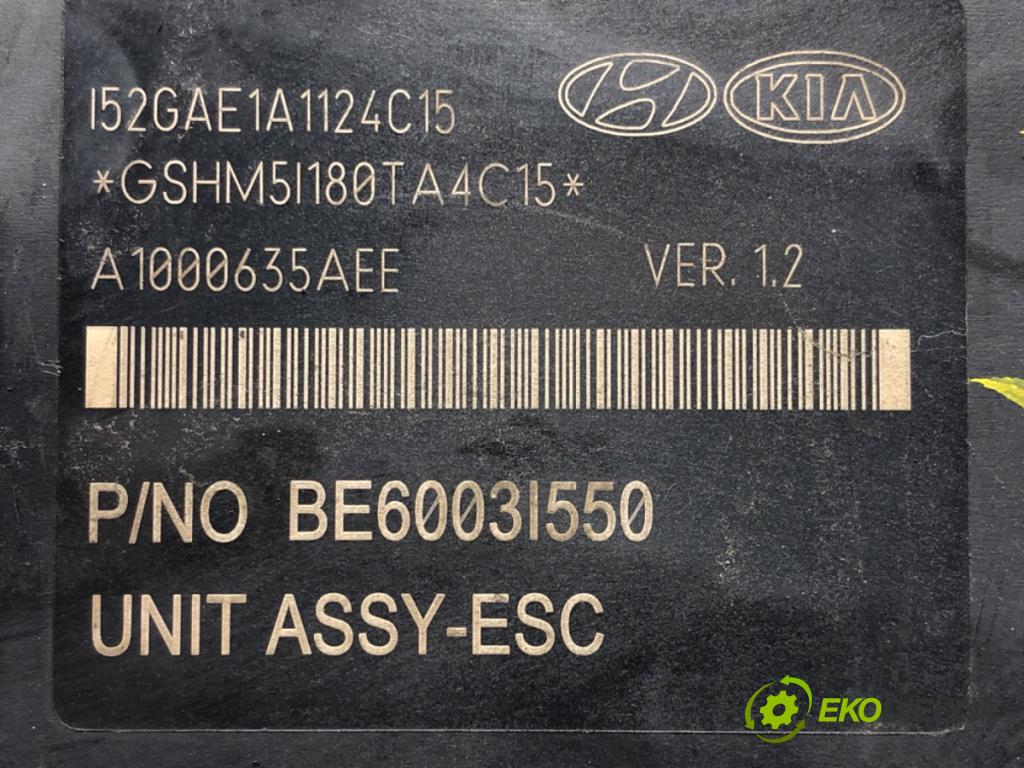 I52GAE1A1124C15
KIA
*GSHM5I180TA4C15*
A1000635AEE VER. 1.2
P/NO BE6003I550
UNIT ASSY-ESC
EKO